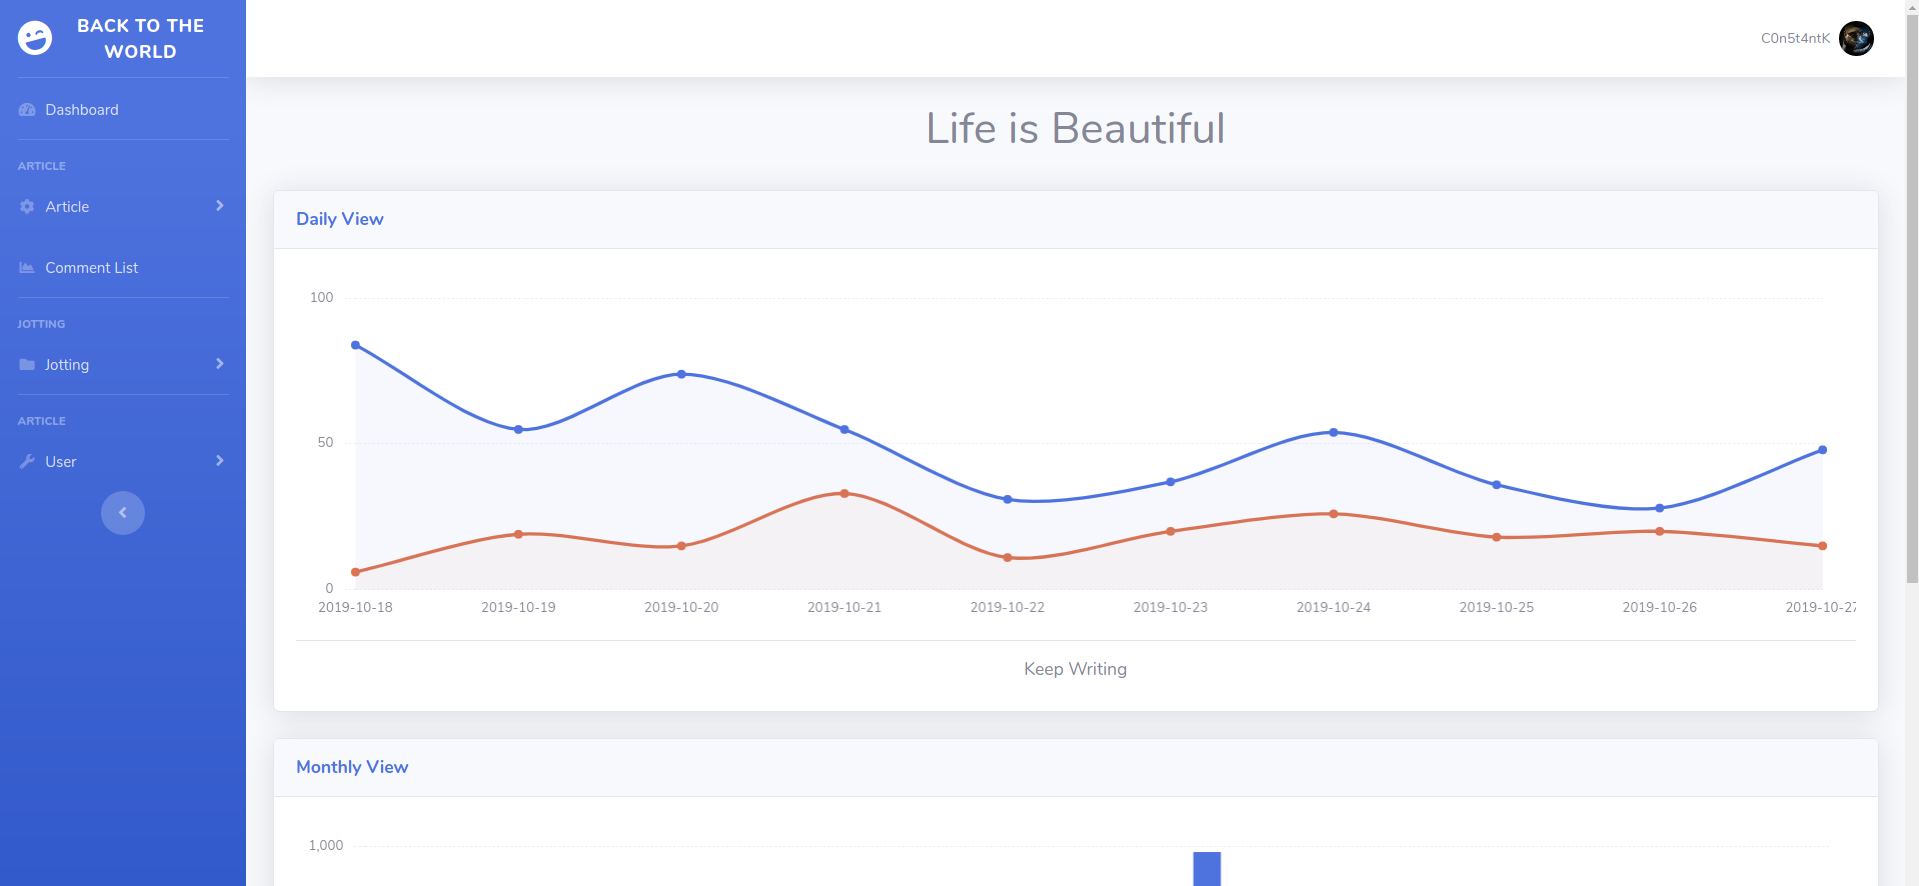 BACK TO THE
WORLD
Dashboard
ARTICLE
Article
Comment List
JOTTING
Jotting
ARTICLE
User
C0n5t4ntK
Life is Beautiful
Daily View
100
50
0
2019-10-18 2019-10-19 2019-10-20 2019-10-21 2019-10-22 2019-10-23 2019-10-24 2019-10-25 2019-10-26 2019-10-27
Keep Writing
Monthly View
1,000